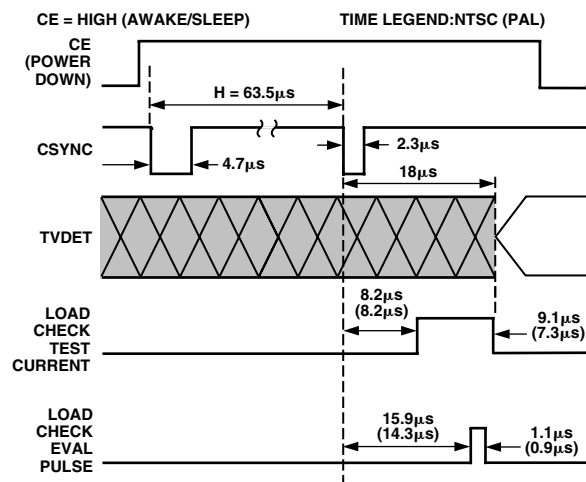 CE = HIGH (AWAKE/SLEEP)
TIME LEGEND:NTSC (PAL)
CE
(POWER
DOWN)
H = 63.5µs
CSYNC
2.3µs
4.7µs
18µs
TVDET
8.2µs
(8.2µs)
LOAD
CHECK
TEST
CURRENT
9.1µs
(7.3µs)
15.9µs
(14.3µs)
LOAD
CHECK
EVAL
PULSE
1.1µs
(0.9µs)